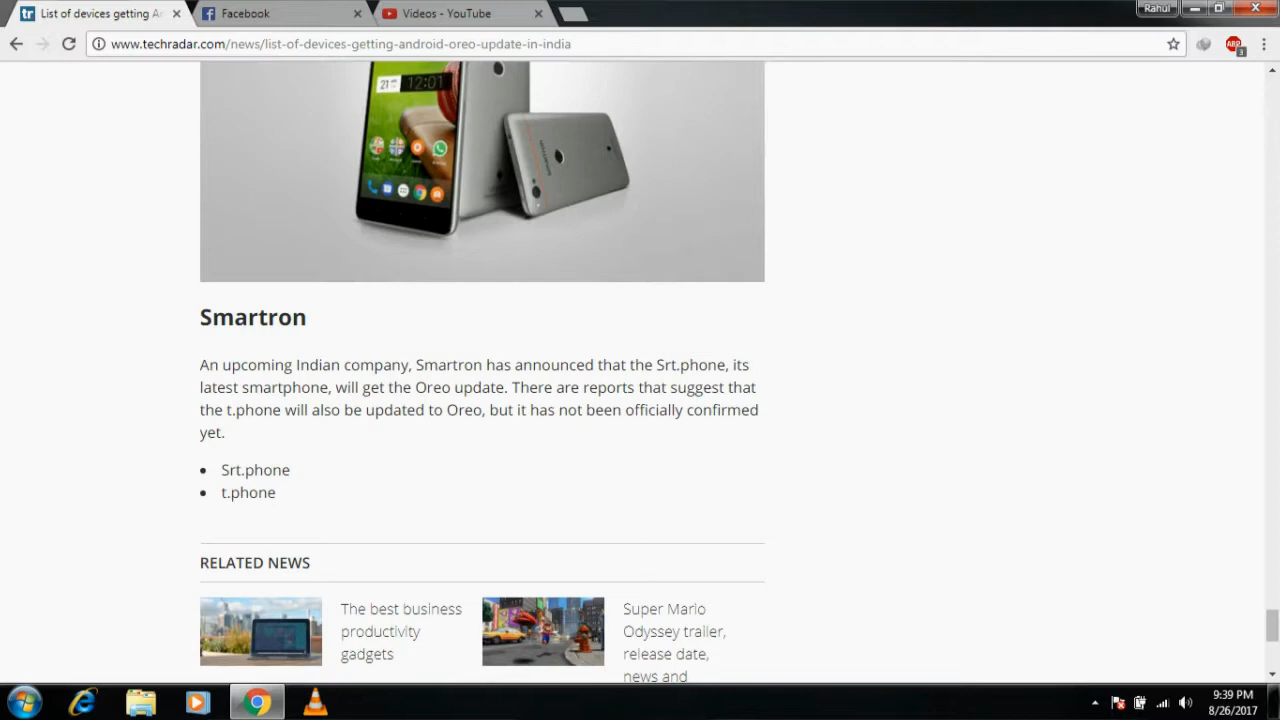 List of devices getting A
Facebook
Videos - YouTube
Rahul
www.techradar.com/news/list-of-devices-getting-android-oreo-update-in-india
ABP
3
21
12:01
Smartron
An upcoming Indian company, Smartron has announced that the Srt.phone, its
latest smartphone, will get the Oreo update. There are reports that suggest that
the t.phone will also be updated to Oreo, but it has not been officially confirmed
yet.
• Srt.phone
• t.phone
RELATED NEWS
The best business
productivity
gadgets
Super Mario
Odyssey trailer,
release date,
news and
9:39 PM
8/26/2017